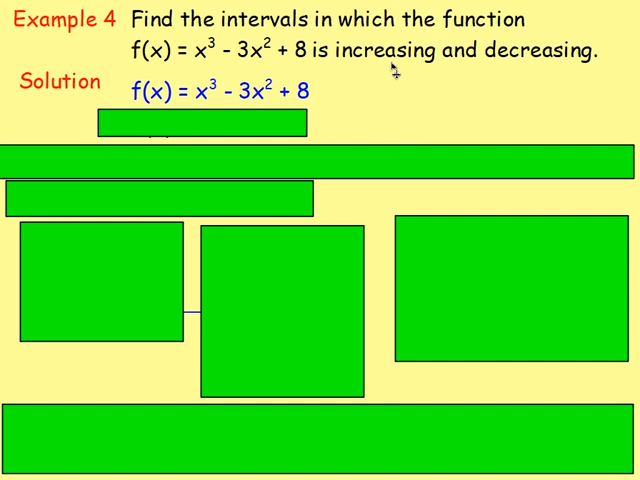 Example 4 Find the intervals in which the function
f(x) = x³ - 3x² + 8 is increasing and decreasing.
Solution
f(x) = x³ - 3x² + 8